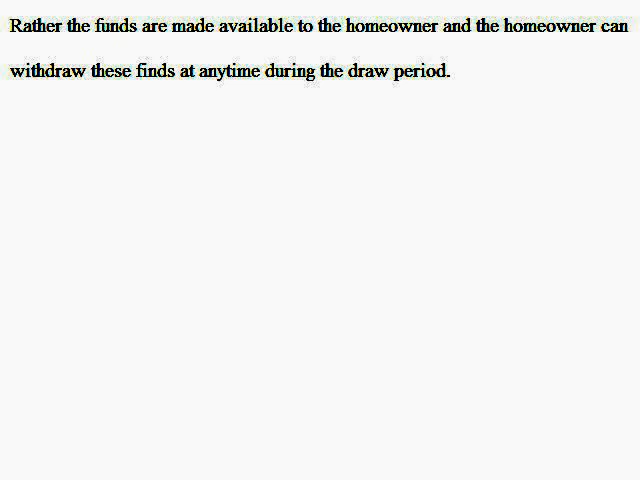 Rather the funds are made available to the homeowner and the homeowner can
withdraw these finds at anytime during the draw period.